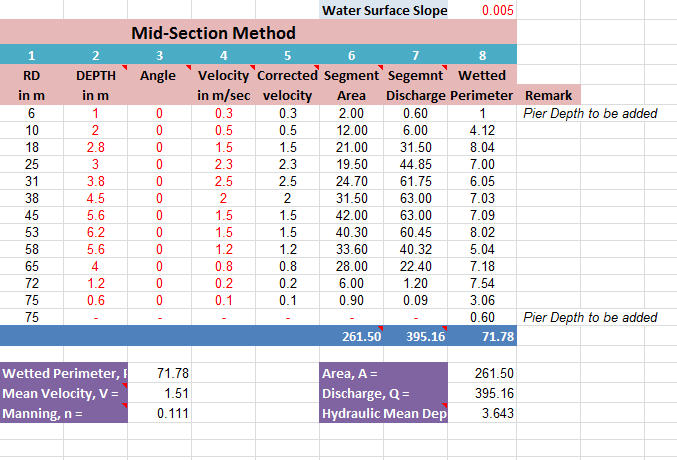 Water Surface Slope 0.005
Mid-Section Method
1 2 3 4 5 6 7 8
RD DEPTH Angle Velocity Corrected Segment Segemnt Wetted
in m in m in m/sec velocity Area Discharge Perimeter Remark
6 1 0 0.3 0.3 2.00 0.60 1 Pier Depth to be added
10 2 0 0.5 0.5 12.00 6.00 4.12
18 2.8 0 1.5 1.5 21.00 31.50 8.04
25 3 0 2.3 2.3 19.50 44.85 7.00
31 3.8 0 2.5 2.5 24.70 61.75 6.05
38 4.5 0 2 2 31.50 63.00 7.03
45 5.6 0 1.5 1.5 42.00 63.00 7.09
53 6.2 0 1.5 1.5 40.30 60.45 8.02
58 5.6 0 1.2 1.2 33.60 40.32 5.04
65 4 0 0.8 0.8 28.00 22.40 7.18
72 1.2 0 0.2 0.2 6.00 1.20 7.54
75 0.6 0 0.1 0.1 0.90 0.09 3.06
75 - - - - - - 0.60 Pier Depth to be added
261.50 395.16 71.78
Wetted Perimeter, 71.78 Area, A = 261.50
Mean Velocity, V = 1.51 Discharge, Q = 395.16
Manning, n = 0.111 Hydraulic Mean Dep 3.643